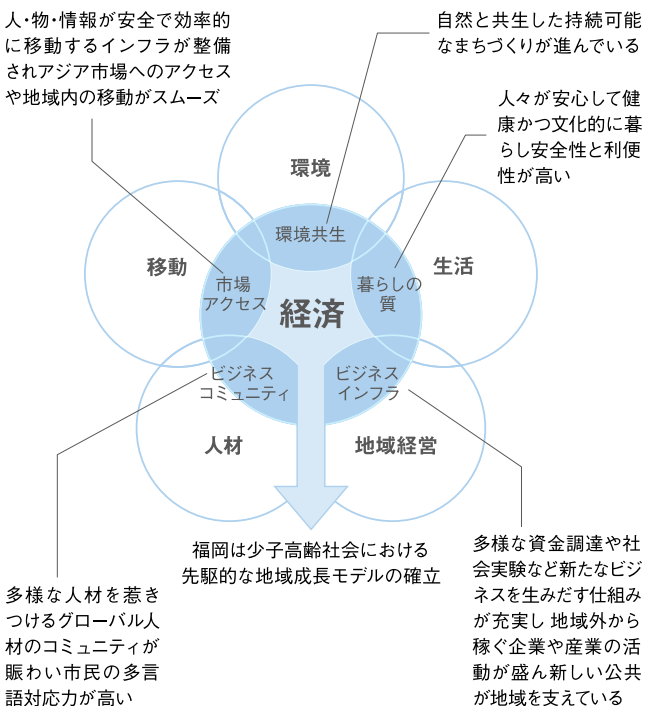 人・物・情報が安全で効率的
に移動するインフラが整備
されアジア市場へのアクセス
や地域内の移動がスムーズ
自然と共生した持続可能
なまちづくりが進んでいる
人々が安心して健
康かつ文化的に暮
らし安全性と利便
性が高い
環境
環境共生
移動
市場
アクセス
経済
暮らしの
質
生活
ビジネス
コミュニティ
ビジネス
インフラ
人材
地域経営
福岡は少子高齢社会における
先駆的な地域成長モデルの確立
多様な人材を惹き
つけるグローバル人
材のコミュニティが
賑わい市民の多言
語対応力が高い
多様な資金調達や社
会実験など新たなビジ
ネスを生みだす仕組み
が充実し 地域外から
稼ぐ企業や産業の活
動が盛ん新しい公共
が地域を支えている